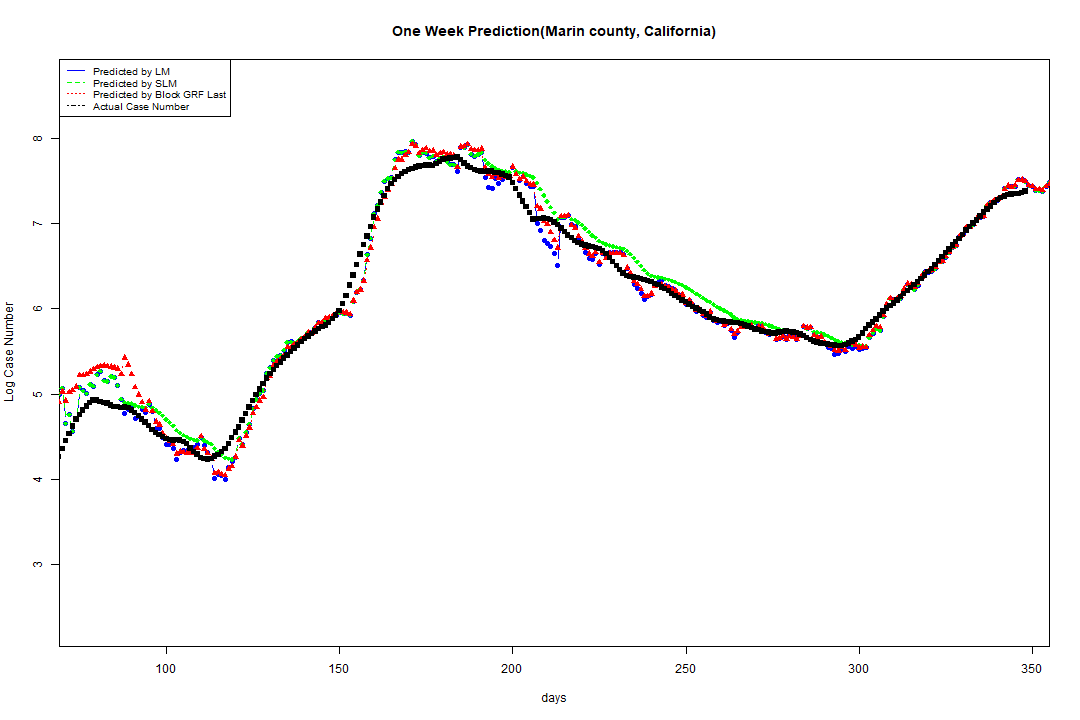 One Week Prediction(Marin county, California)
Predicted by LM
Predicted by SLM
Predicted by Block GRF Last
Actual Case Number
8
7
6
5
4
3
Log Case Number
100 150 200 250 300 350
days